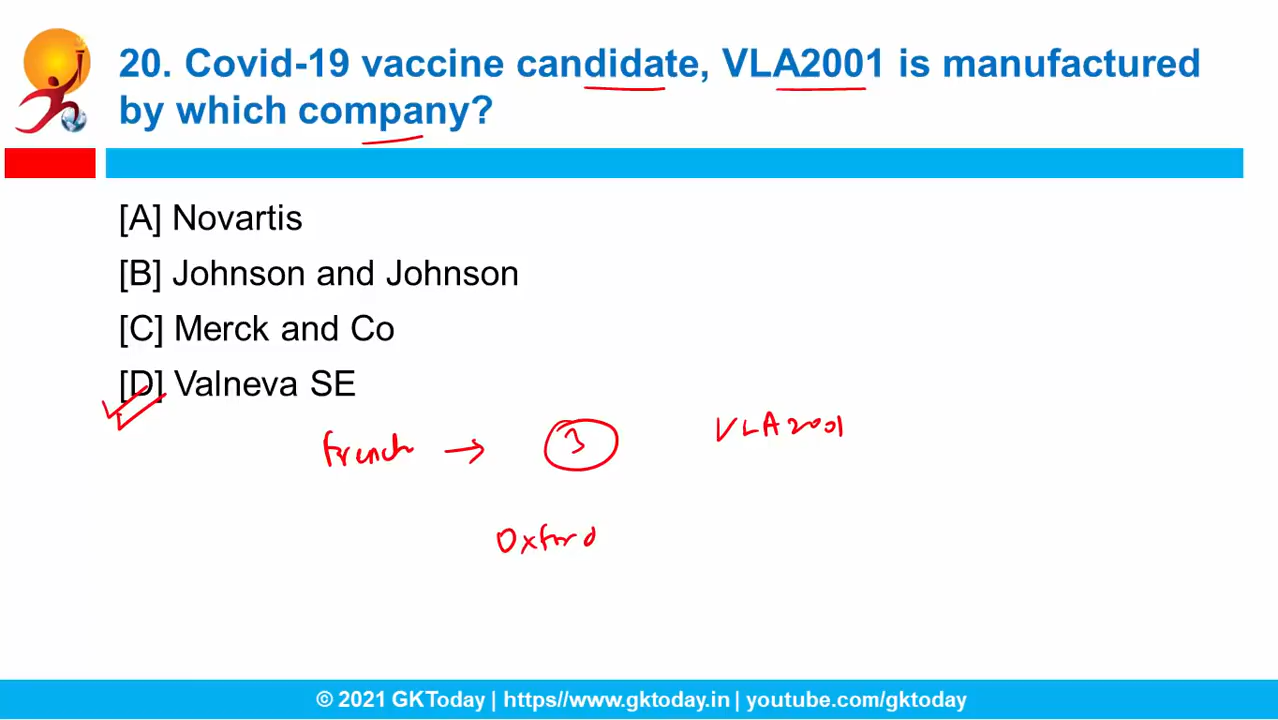 20. Covid-19 vaccine candidate, VLA2001 is manufactured
by which company?
[A] Novartis
[B] Johnson and Johnson
[C] Merck and Co
[D] Valneva SE
french → 3 VLA2001
Oxford
© 2021 GKToday | https//www.gktoday.in | youtube.com/gktoday